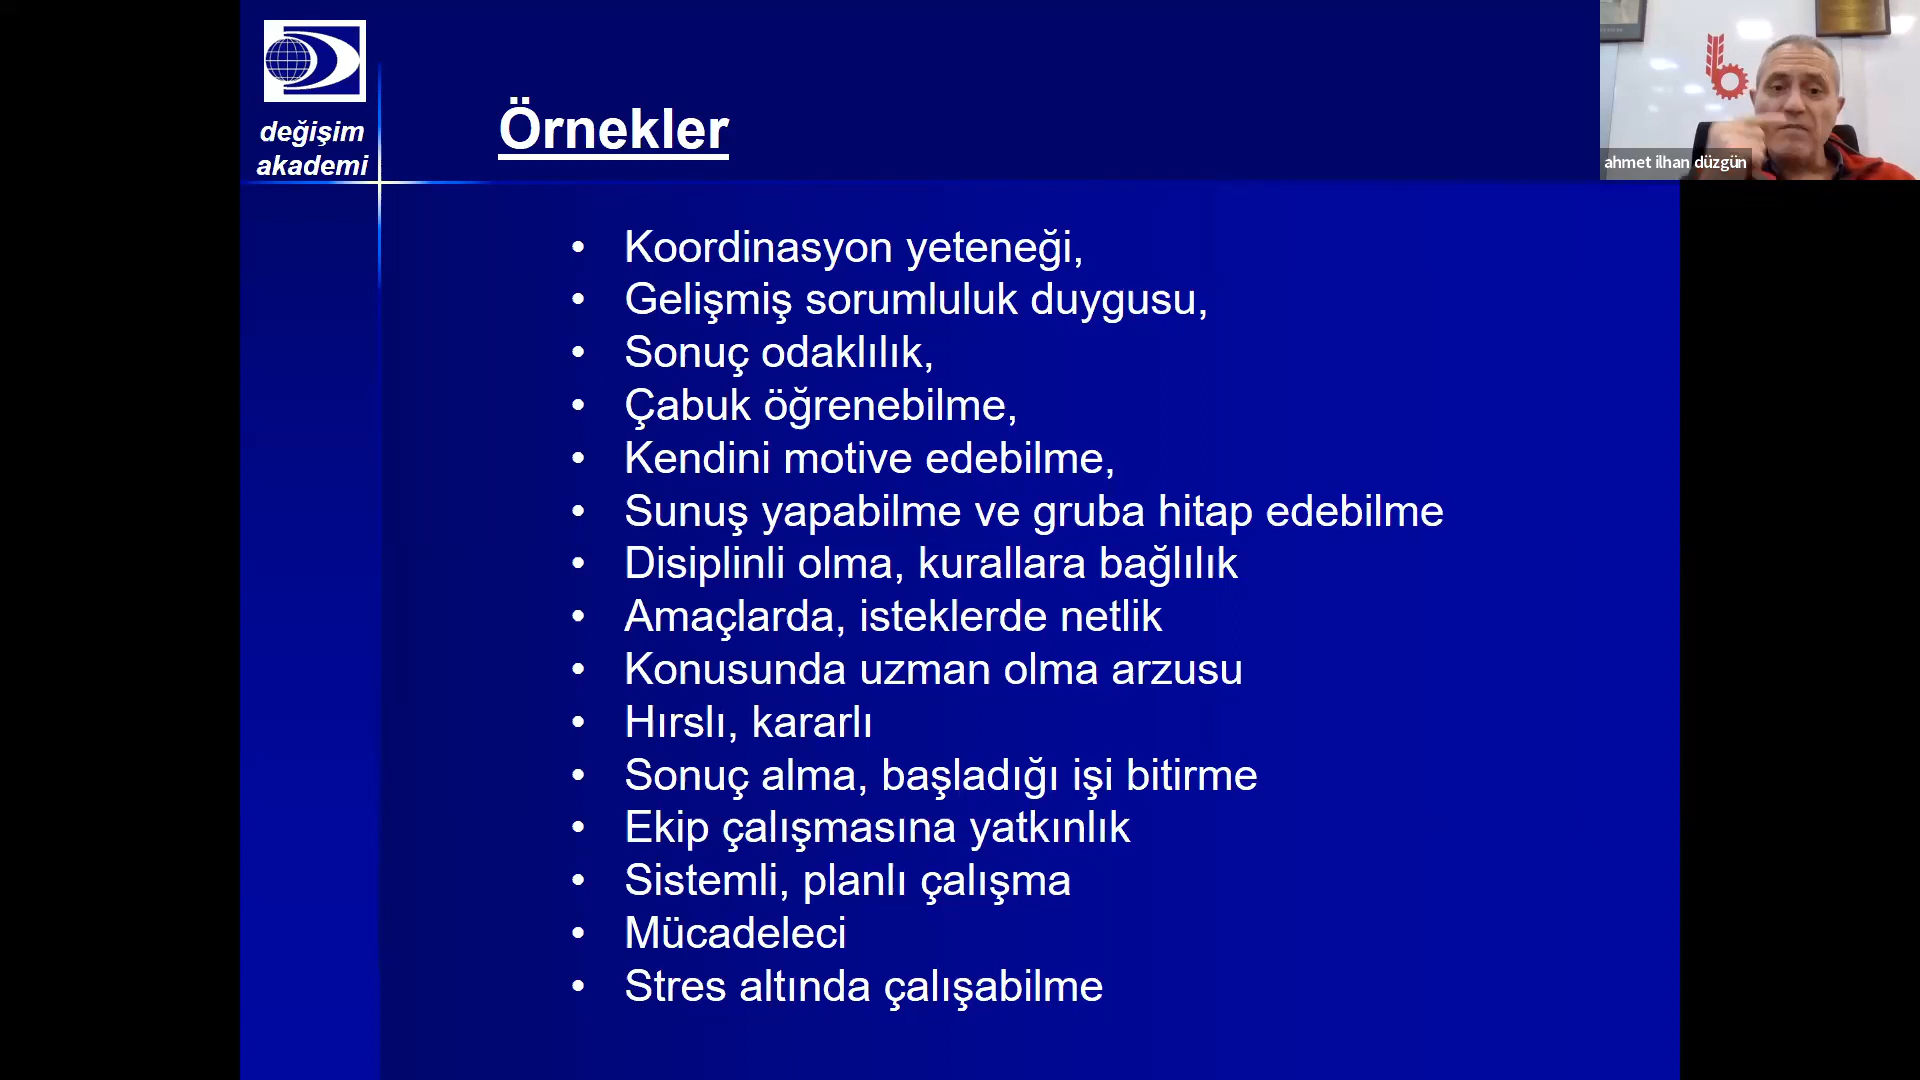 değişim
akademi
Örnekler
ahmet ilhan düzgün
• Koordinasyon yeteneği,
• Gelişmiş sorumluluk duygusu,
• Sonuç odaklılık,
• Çabuk öğrenebilme,
• Kendini motive edebilme,
• Sunuş yapabilme ve gruba hitap edebilme
• Disiplinli olma, kurallara bağlılık
• Amaçlarda, isteklerde netlik
• Konusunda uzman olma arzusu
• Hırslı, kararlı
• Sonuç alma, başladığı işi bitirme
• Ekip çalışmasına yatkınlık
• Sistemli, planlı çalışma
• Mücadeleci
• Stres altında çalışabilme